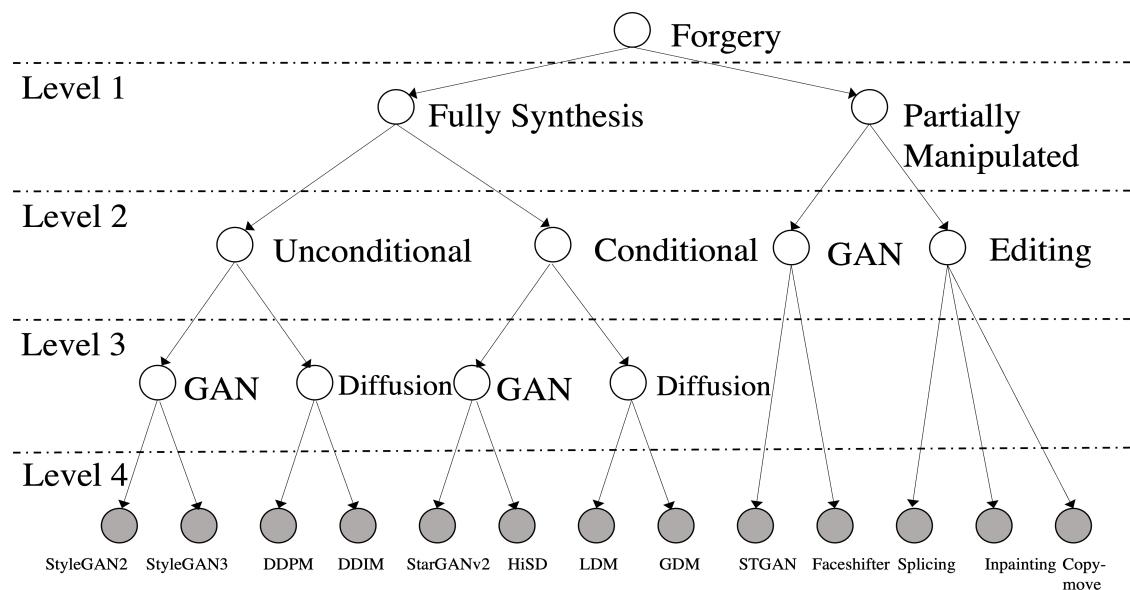 Forgery
Level 1
Fully Synthesis
Partially
Manipulated
Level 2
Unconditional
Conditional
GAN
Editing
Level 3
GAN
Diffusion
GAN
Diffusion
Level 4
StyleGAN2
StyleGAN3
DDPM
DDIM
StarGANv2
HiSD
LDM
GDM
STGAN
Faceshifter
Splicing
Inpainting
Copy-
move